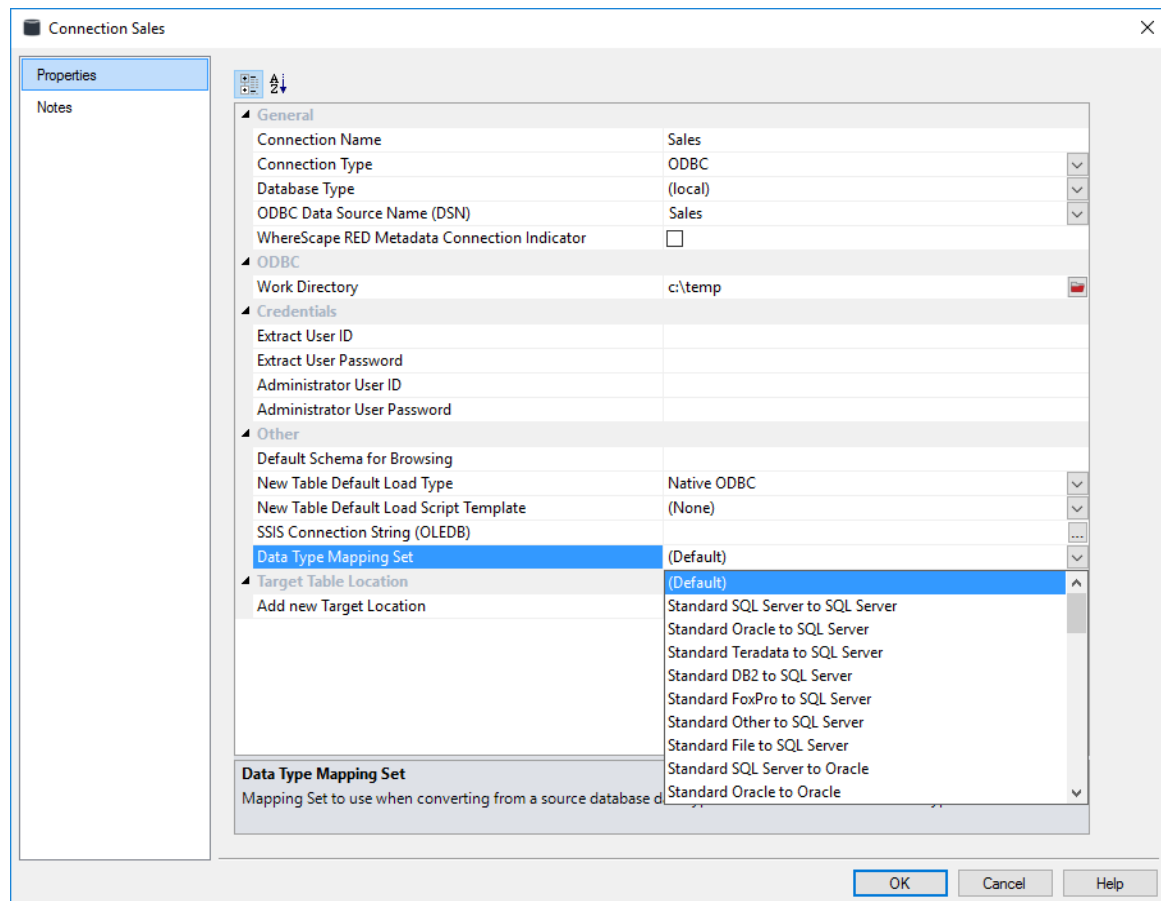 Connection Sales
Properties
Notes
General
Connection Name Sales
Connection Type ODBC
Database Type (local)
ODBC Data Source Name (DSN) Sales
WhereScape RED Metadata Connection Indicator
ODBC
Work Directory c:\temp
Credentials
Extract User ID
Extract User Password
Administrator User ID
Administrator User Password
Other
Default Schema for Browsing
New Table Default Load Type Native ODBC
New Table Default Load Script Template (None)
SSIS Connection String (OLEDB) ...
Data Type Mapping Set (Default)
Target Table Location
Add new Target Location
(Default)
Standard SQL Server to SQL Server
Standard Oracle to SQL Server
Standard Teradata to SQL Server
Standard DB2 to SQL Server
Standard FoxPro to SQL Server
Standard Other to SQL Server
Standard File to SQL Server
Standard SQL Server to Oracle
Standard Oracle to Oracle
Data Type Mapping Set
Mapping Set to use when converting from a source database
OK Cancel Help